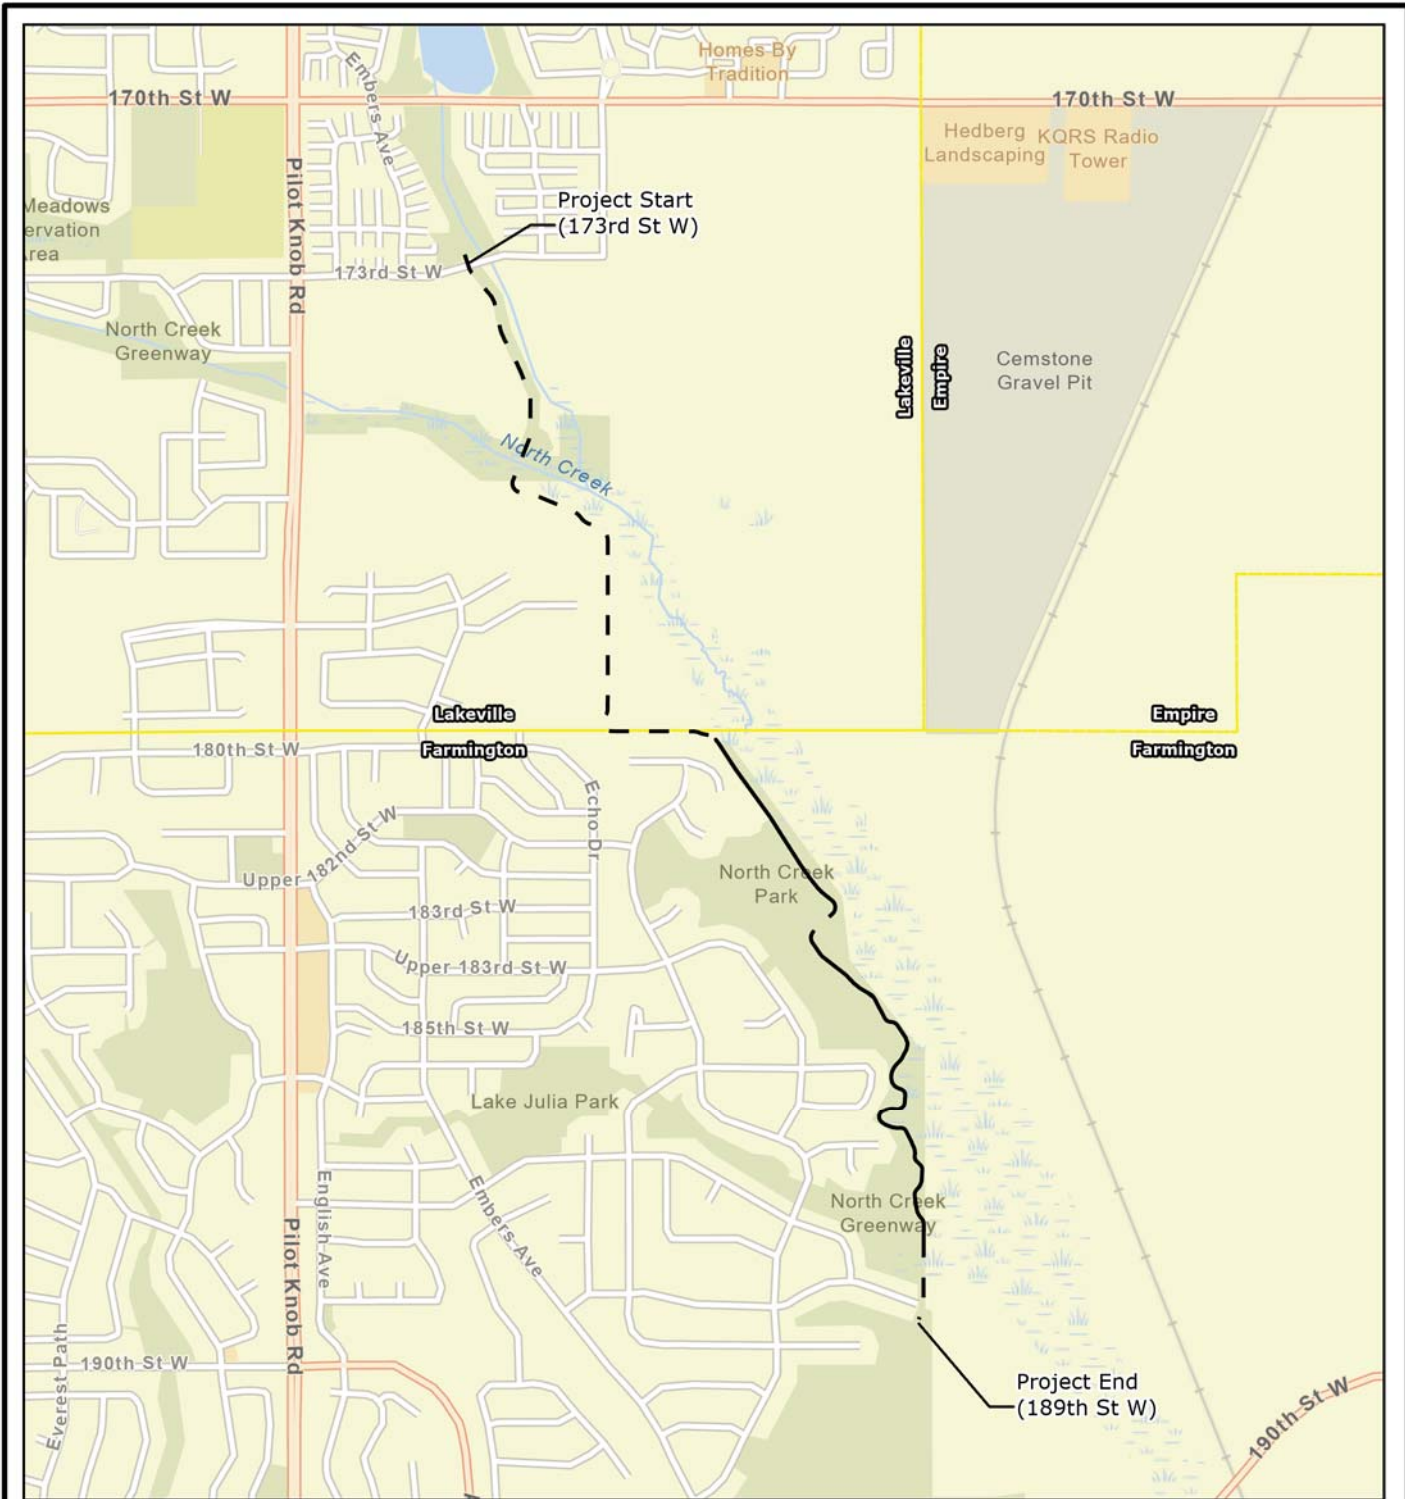 Homes By
Tradition
Embers Ave
170th St W
170th St W
Hedberg
Landscaping
KQRS Radio
Tower
Pilot Knob Rd
Project Start
(173rd St W)
Meadows
ervation
rea
173rd St W
North Creek
Greenway
Lakeville
Empire
Cemstone
Gravel Pit
North Creek
Lakeville
Farmington
Empire
Farmington
180th St W
Echo Dr
Upper 182nd St W
North Creek
Park
183rd St W
Upper 183rd St W
185th St W
Lake Julia Park
English Ave
Embers Ave
North Creek
Greenway
Pilot Knob Rd
Everest Path
190th St W
Project End
(189th St W)
190th St W